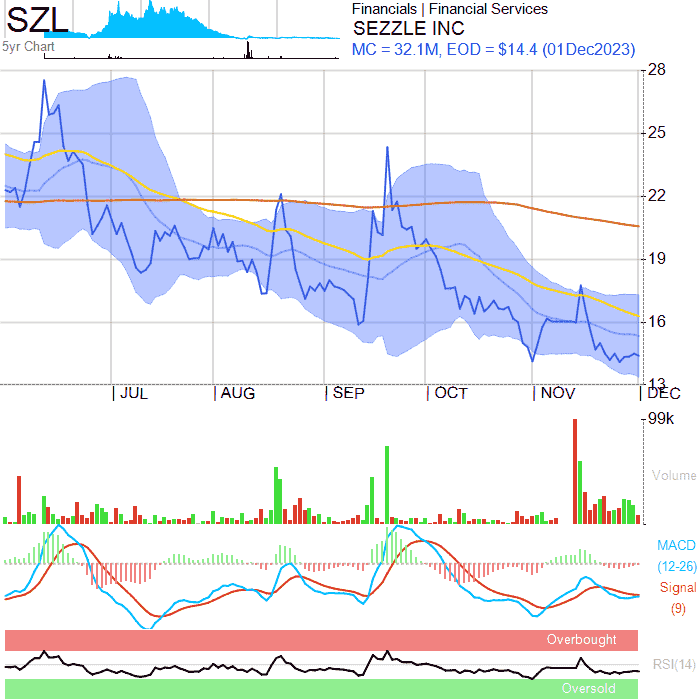 SZL
Financials | Financial Services
SEZZLE INC
5yr Chart
MC = 32.1M, EOD = $14.4 (01Dec2023)
28
25
22
19
16
13
JUL AUG SEP OCT NOV DEC
99k
Volume
MACD
(12-26)
Signal
(9)
Overbought
RSI(14)
Oversold